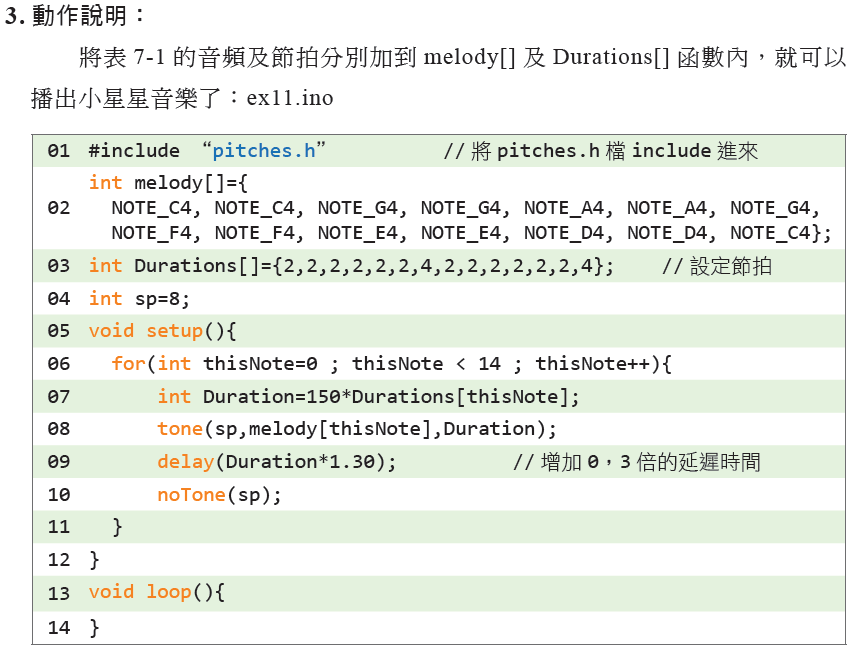 3. 動作說明：
將表 7-1 的音頻及節拍分別加到 melody[] 及 Durations[] 函數內，就可以
播出小星星音樂了：ex11.ino
01 #include “pitches.h” // 將 pitches.h 檔 include 進來
int melody[]={
02 NOTE_C4, NOTE_C4, NOTE_G4, NOTE_G4, NOTE_A4, NOTE_A4, NOTE_G4,
NOTE_F4, NOTE_F4, NOTE_E4, NOTE_E4, NOTE_D4, NOTE_D4, NOTE_C4};
03 int Durations[]={2,2,2,2,2,2,4,2,2,2,2,2,2,4}; // 設定節拍
04 int sp=8;
05 void setup(){
06 for(int thisNote=0 ; thisNote < 14 ; thisNote++){
07 int Duration=150*Durations[thisNote];
08 tone(sp,melody[thisNote],Duration);
09 delay(Duration*1.30); // 增加 0，3 倍的延遲時間
10 noTone(sp);
11 }
12 }
13 void loop(){
14 }